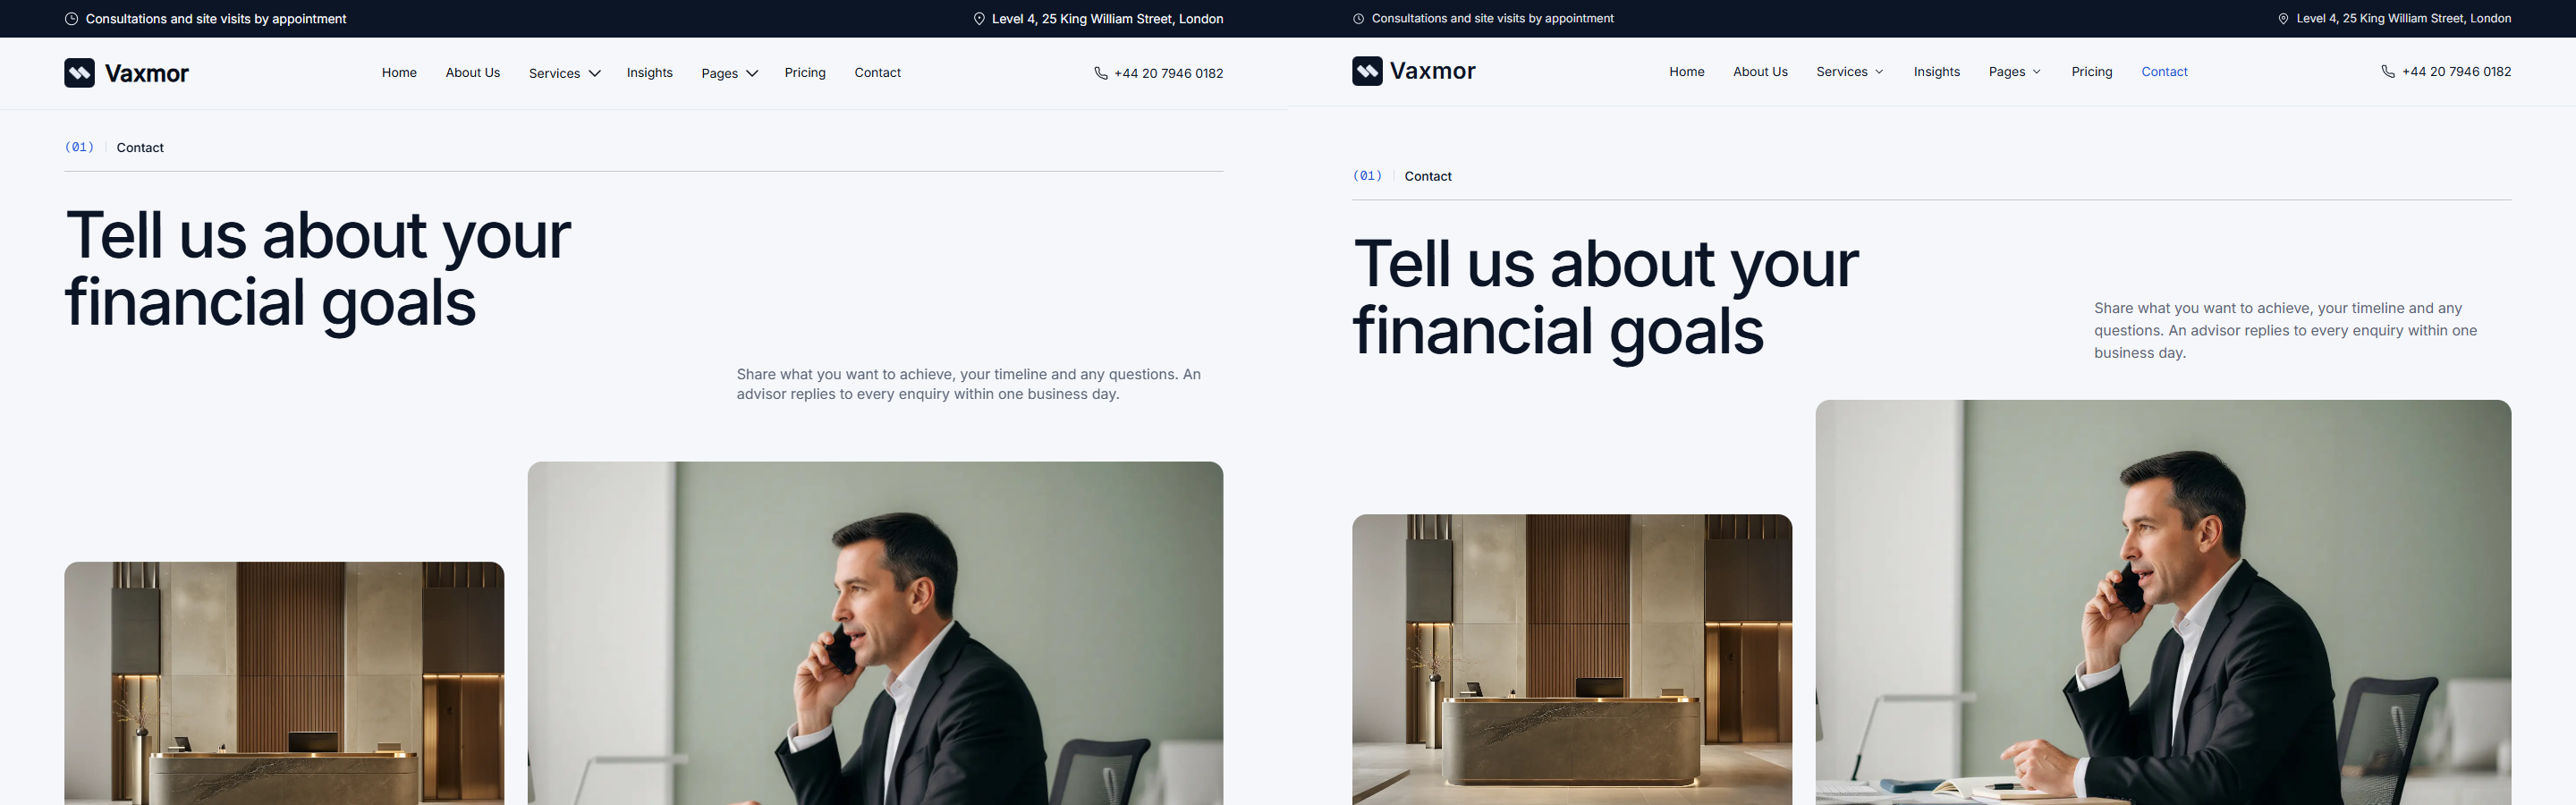 Consultations and site visits by appointment
Level 4, 25 King William Street, London
Vaxmor
Home
About Us
Services
Insights
Pages
Pricing
Contact
+44 20 7946 0182
(01)
Contact
Tell us about your
financial goals
Share what you want to achieve, your timeline and any questions. An
advisor replies to every enquiry within one business day.
Consultations and site visits by appointment
Level 4, 25 King William Street, London
Vaxmor
Home
About Us
Services
Insights
Pages
Pricing
Contact
+44 20 7946 0182
(01)
Contact
Tell us about your
financial goals
Share what you want to achieve, your timeline and any
questions. An advisor replies to every enquiry within one
business day.